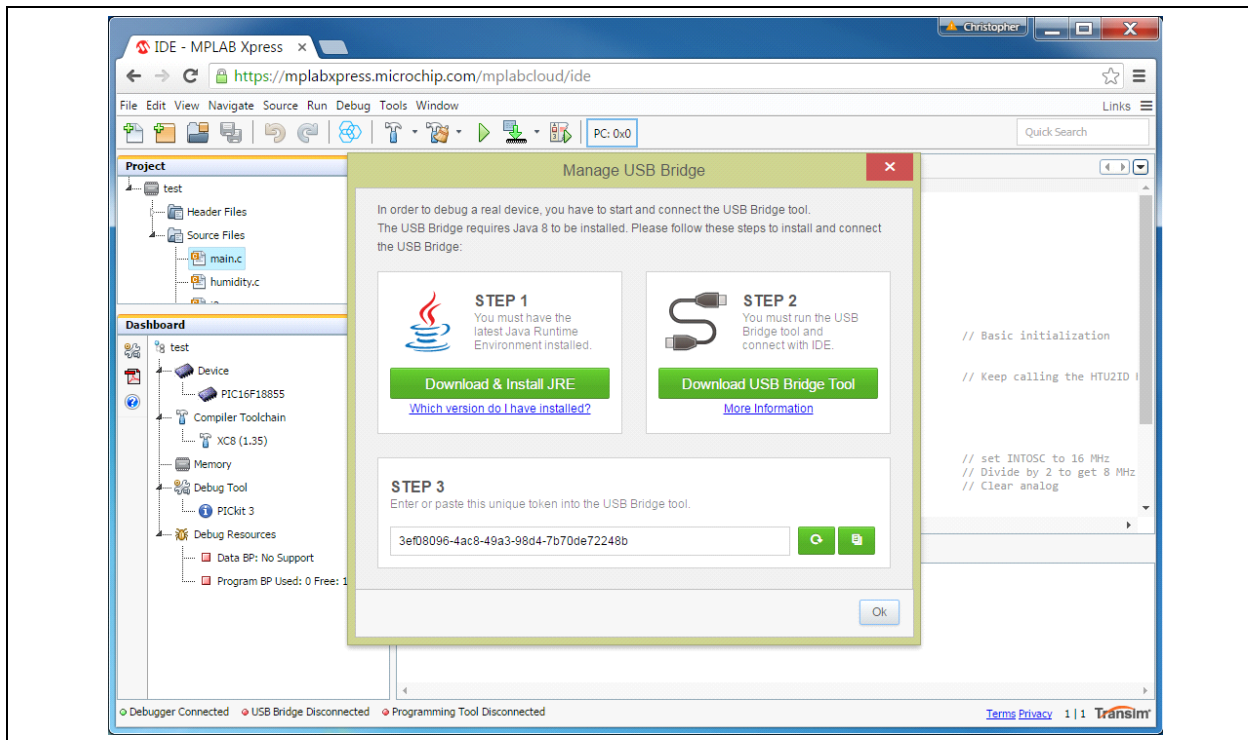 Christopher
IDE - MPLAB Xpress
https://mplabxpress.microchip.com/mplabcloud/ide
File Edit View Navigate Source Run Debug Tools Window
Links
PC: 0x0
Quick Search
Project
test
Header Files
Source Files
main.c
humidity.c
Dashboard
test
Device
PIC16F18855
Compiler Toolchain
XC8 (1.35)
Memory
Debug Tool
PICkit 3
Debug Resources
Data BP: No Support
Program BP Used: 0 Free: 1
Manage USB Bridge
In order to debug a real device, you have to start and connect the USB Bridge tool.
The USB Bridge requires Java 8 to be installed. Please follow these steps to install and connect
the USB Bridge:
STEP 1
You must have the
latest Java Runtime
Environment installed.
Download & Install JRE
Which version do I have installed?
STEP 2
You must run the USB
Bridge tool and
connect with IDE.
Download USB Bridge Tool
More Information
STEP 3
Enter or paste this unique token into the USB Bridge tool.
3ef08096-4ac8-49a3-98d4-7b70de72248b
Ok
// Basic initialization
// Keep calling the HTU2ID
// set INTOSC to 16 MHz
// Divide by 2 to get 8 MHz
// Clear analog
Debugger Connected USB Bridge Disconnected Programming Tool Disconnected
Terms Privacy 1 | 1 Transim